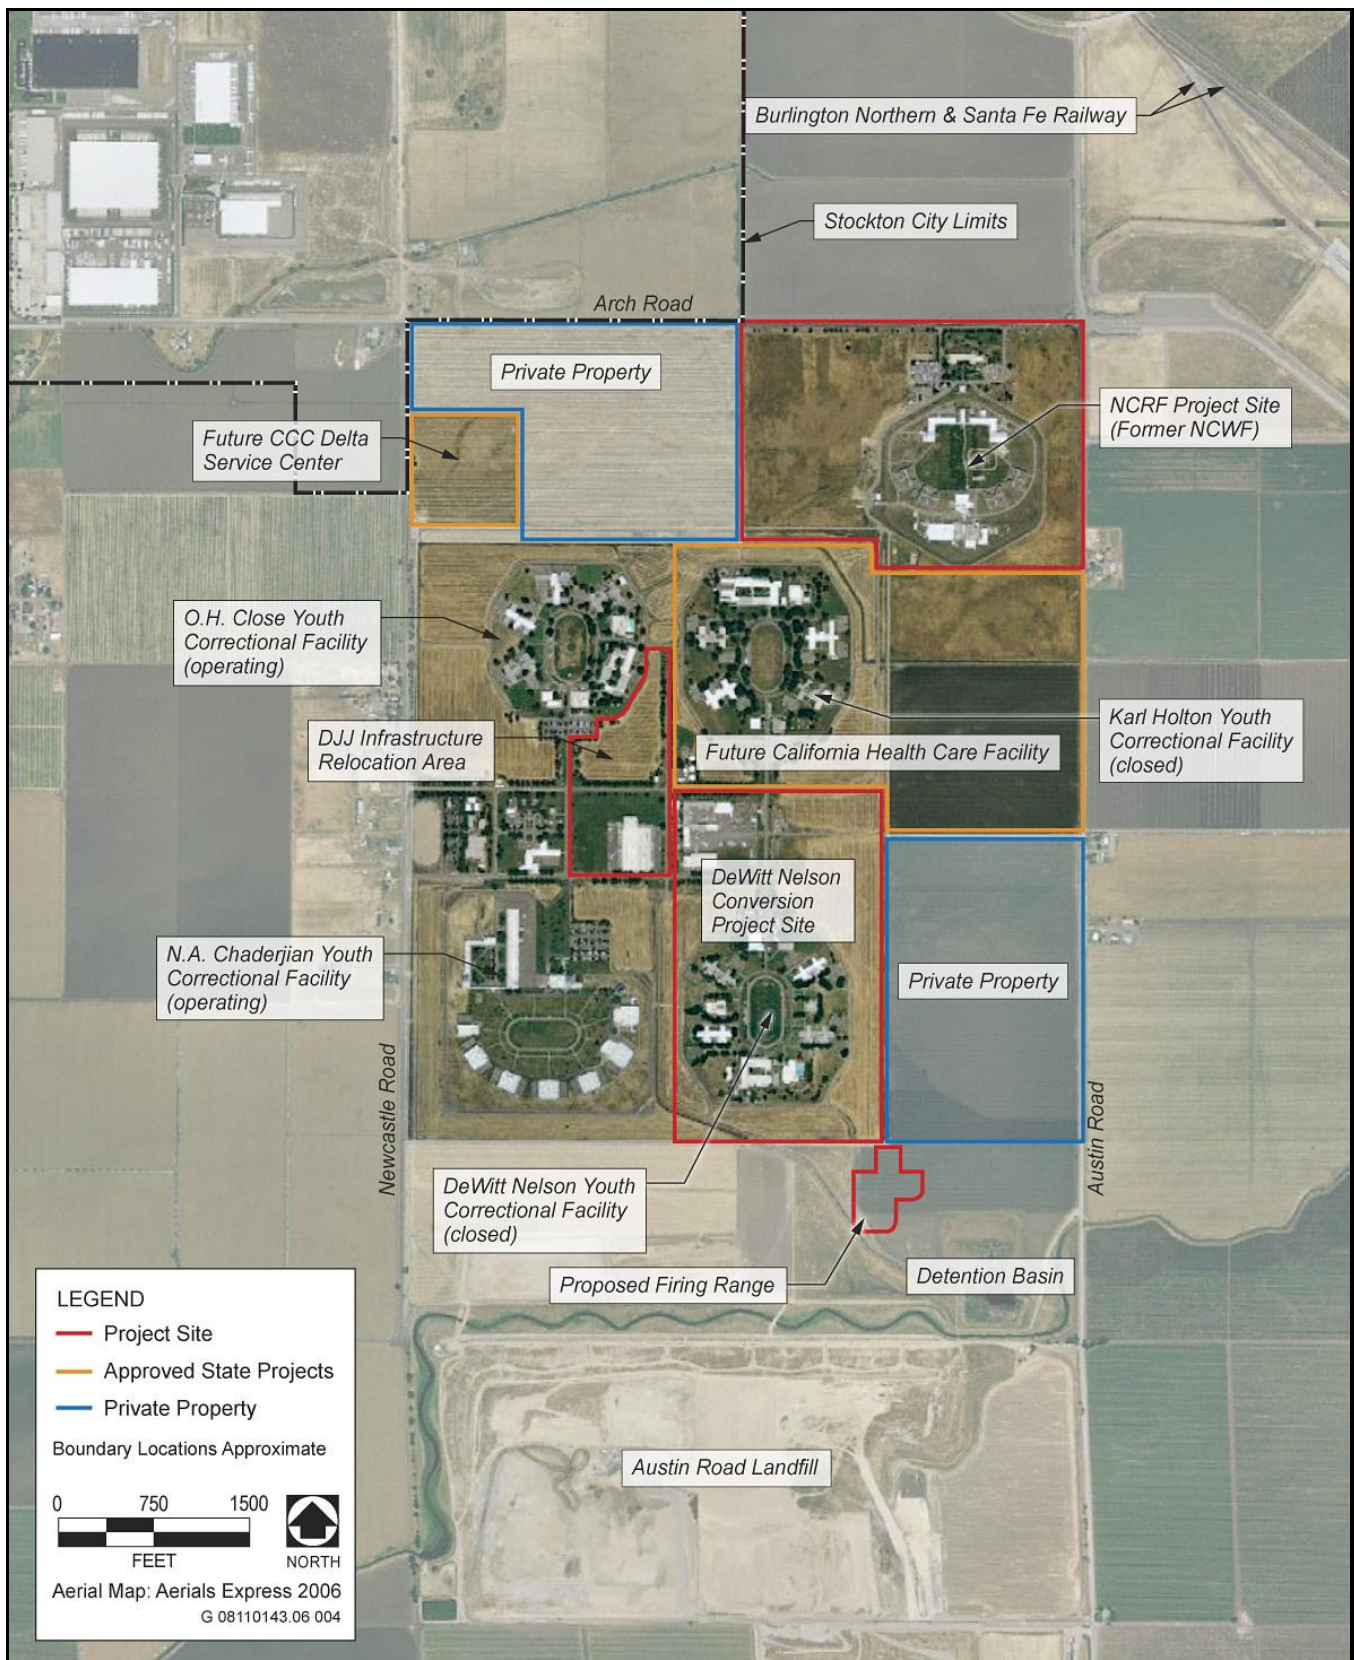 Burlington Northern & Santa Fe Railway
Stockton City Limits
Arch Road
Private Property
NCRF Project Site
(Former NCWF)
Future CCC Delta
Service Center
O.H. Close Youth
Correctional Facility
(operating)
DJJ Infrastructure
Relocation Area
Future California Health Care Facility
Karl Holton Youth
Correctional Facility
(closed)
DeWitt Nelson
Conversion
Project Site
N.A. Chaderjian Youth
Correctional Facility
(operating)
Private Property
Newcastle Road
Austin Road
DeWitt Nelson Youth
Correctional Facility
(closed)
Proposed Firing Range
Detention Basin
Austin Road Landfill
LEGEND
Project Site
Approved State Projects
Private Property
Boundary Locations Approximate
0 750 1500
FEET
NORTH
Aerial Map: Aerials Express 2006
G 08110143.06 004